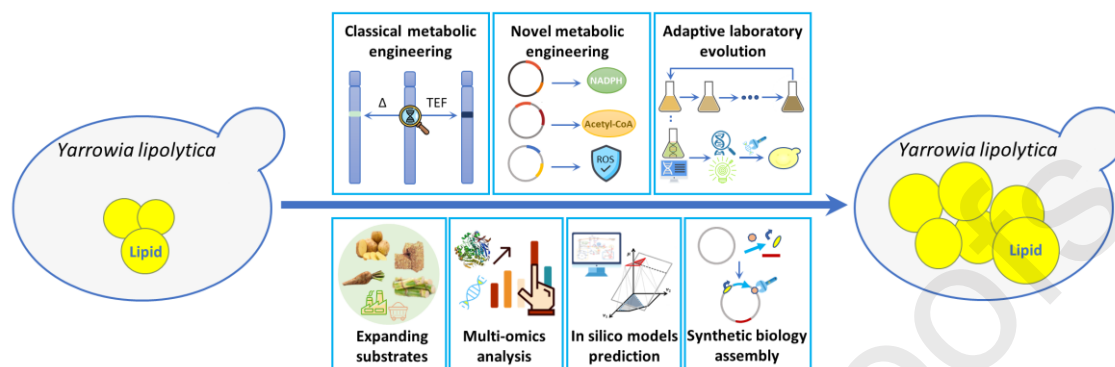 Classical metabolic
engineering
Δ
TEF
Novel metabolic
engineering
NADPH
Acetyl-CoA
ROS
Adaptive laboratory
evolution
Yarrowia lipolytica
Lipid
Yarrowia lipolytica
Lipid
Expanding
substrates
Multi-omics
analysis
In silico models
prediction
Synthetic biology
assembly